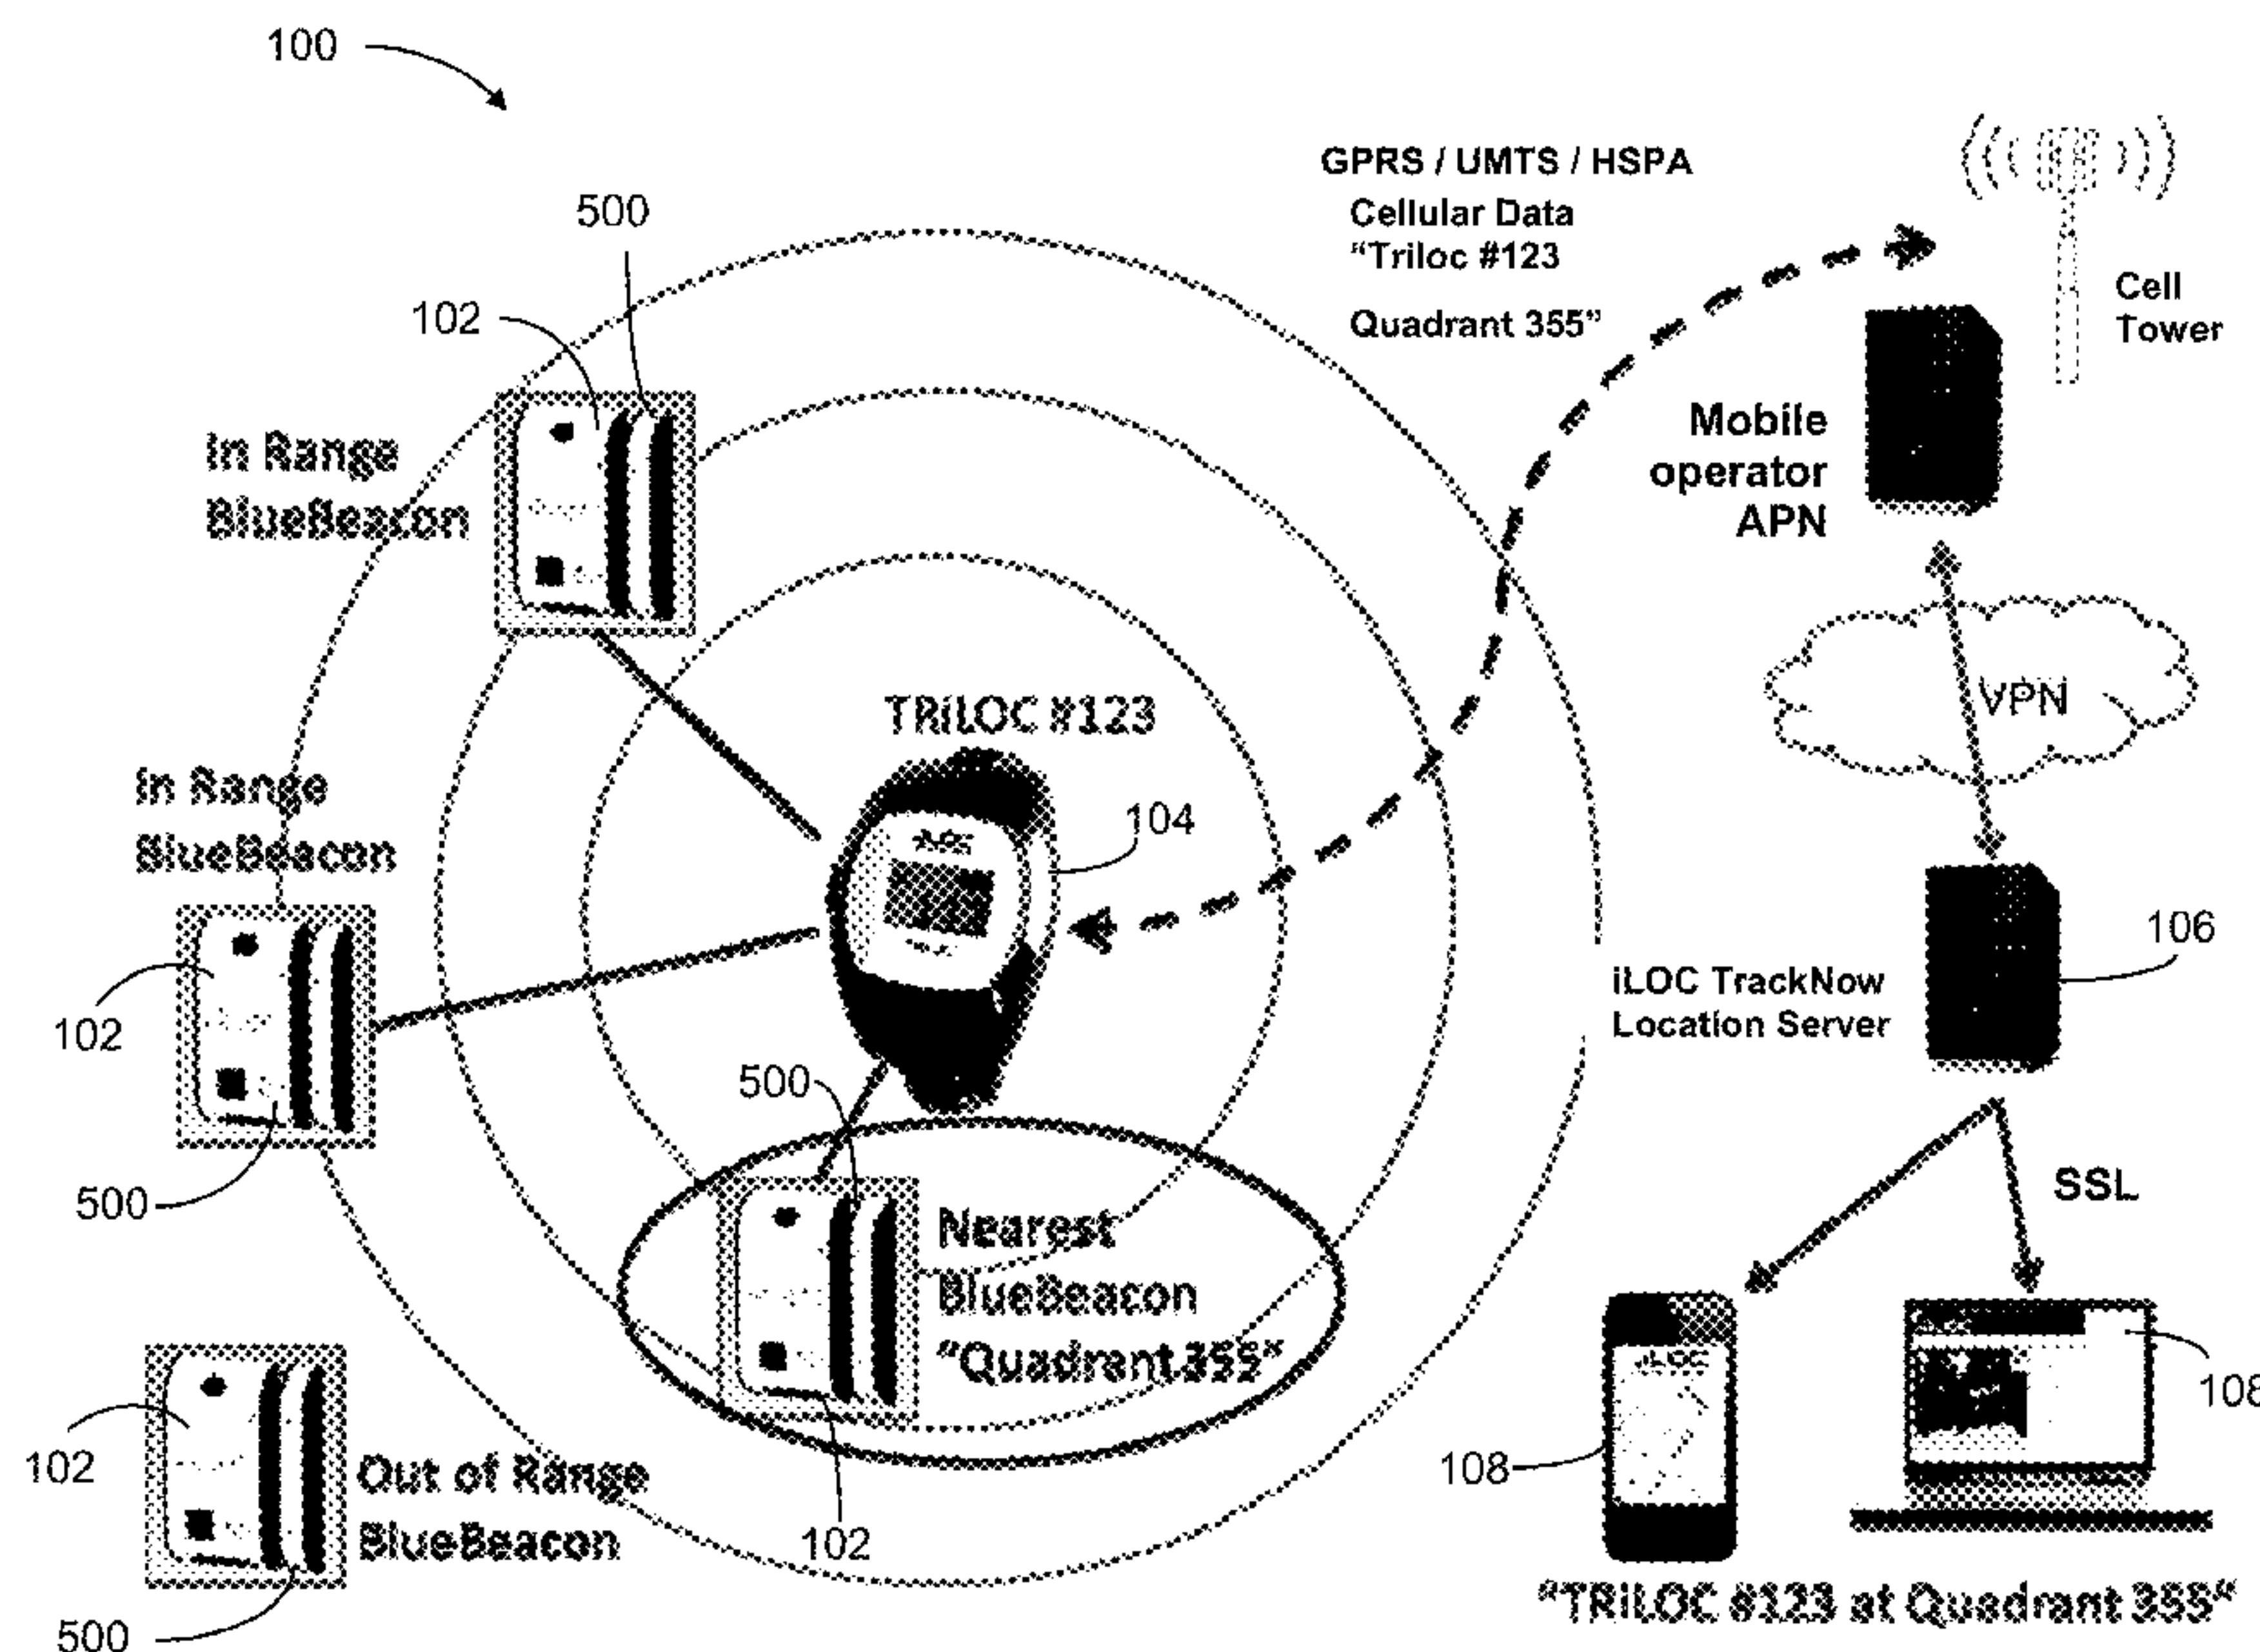 100
500
102
In Range
BlueBeacon
GPRS / UMTS / HSPA
Cellular Data
"Triloc #123
Quadrant 355"
Cell
Tower
Mobile
operator
APN
VPN
TRiLOC #123
104
In Range
BlueBeacon
102
500
106
iLOC TrackNow
Location Server
SSL
500
Nearest
BlueBeacon
"Quadrant 355"
102
102
Out of Range
BlueBeacon
500
108
iLOC
108
"TRiLOC #123 at Quadrant 355"